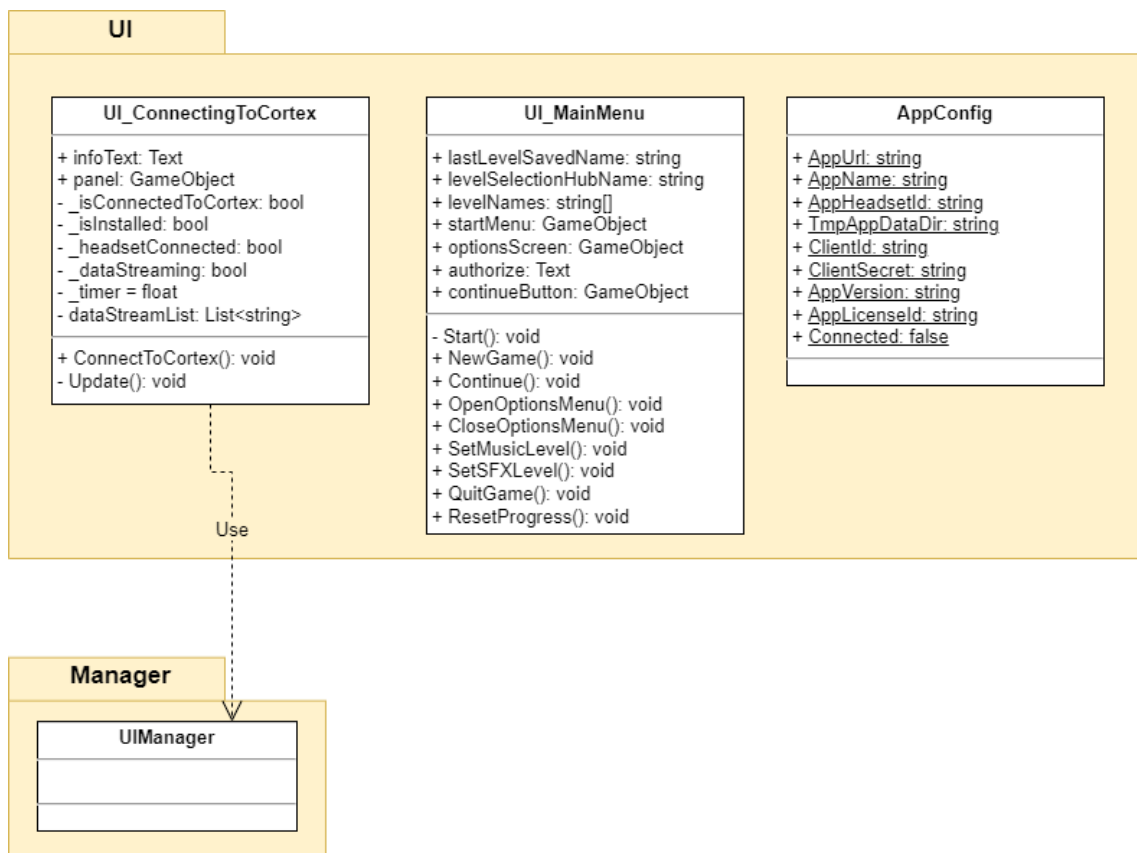 UI
UI_ConnectingToCortex
+ infoText: Text
+ panel: GameObject
- _isConnectedToCortex: bool
- _isInstalled: bool
- _headsetConnected: bool
- _dataStreaming: bool
- _timer = float
- dataStreamList: List<string>
+ ConnectToCortex(): void
- Update(): void
UI_MainMenu
+ lastLevelSavedName: string
+ levelSelectionHubName: string
+ levelNames: string[]
+ startMenu: GameObject
+ optionsScreen: GameObject
+ authorize: Text
+ continueButton: GameObject
- Start(): void
+ NewGame(): void
+ Continue(): void
+ OpenOptionsMenu(): void
+ CloseOptionsMenu(): void
+ SetMusicLevel(): void
+ SetSFXLevel(): void
+ QuitGame(): void
+ ResetProgress(): void
AppConfig
+ AppUrl: string
+ AppName: string
+ AppHeadsetId: string
+ TmpAppDataDir: string
+ ClientId: string
+ ClientSecret: string
+ AppVersion: string
+ AppLicenseId: string
+ Connected: false
Use
Manager
UIManager